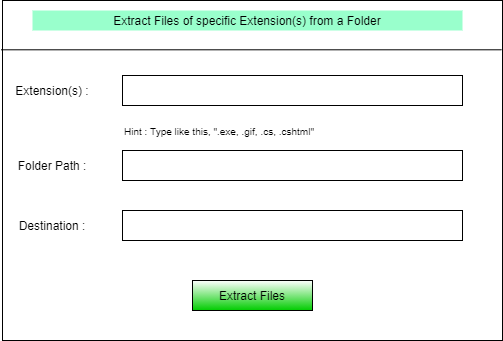 Extract Files of specific Extension(s) from a Folder
Extension(s) :
Hint : Type like this, ".exe, .gif, .cs, .cshtml"
Folder Path :
Destination :
Extract Files